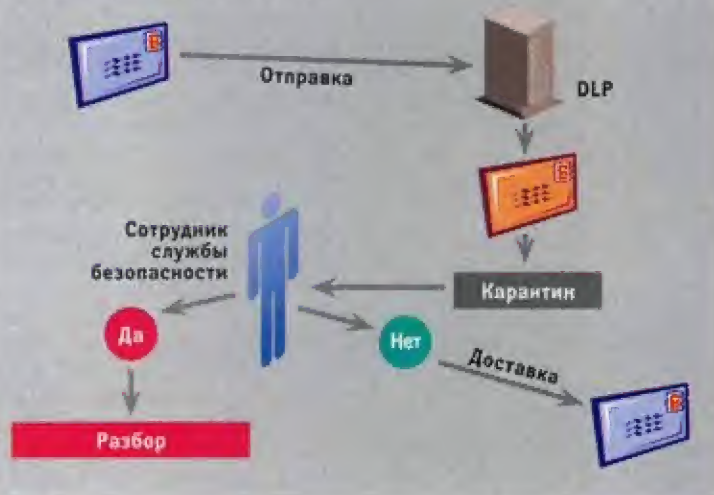 Отправка
DLP
Сотрудник
службы
безопасности
Карантин
Да
Нет
Доставка
Разбор